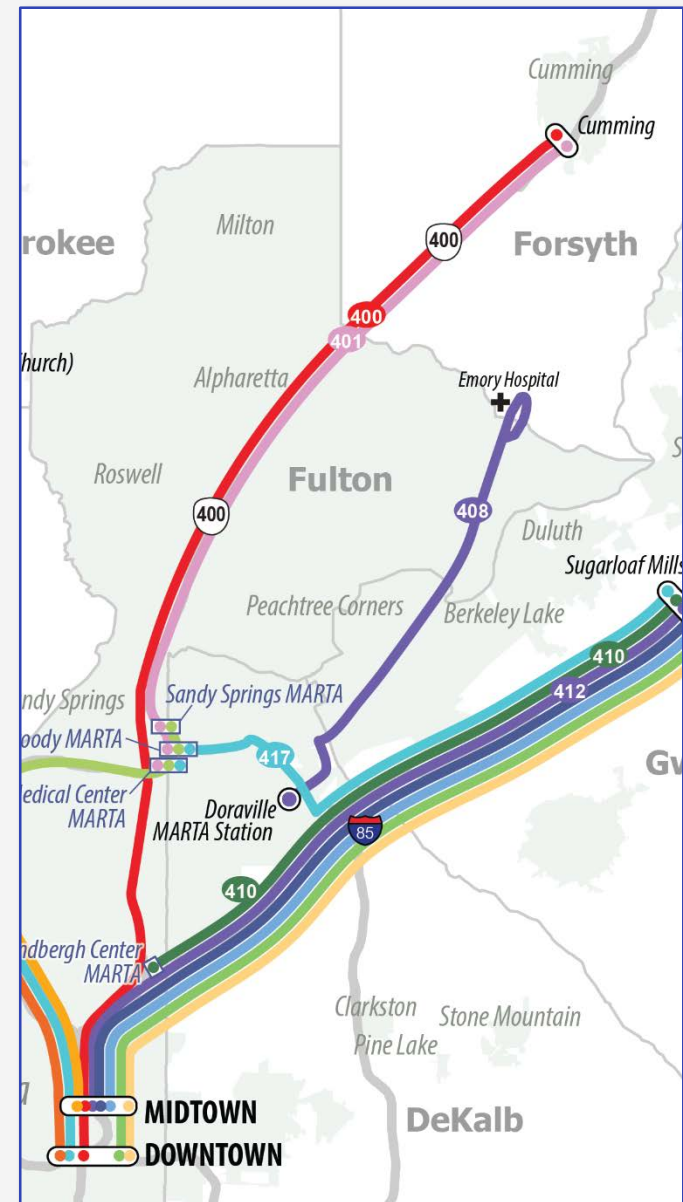 Cumming
Cumming
400
Forsyth
Milton
rokee
400
401
hurch)
Alpharetta
Emory Hospital
Roswell
Fulton
400
408
Duluth
Sugarloaf Mills
Peachtree Corners
Berkeley Lake
410
412
ndy Springs
Sandy Springs MARTA
oody MARTA
417
Medical Center
MARTA
Doraville
MARTA Station
85
Gw
410
ndbergh Center
MARTA
Clarkston
Stone Mountain
Pine Lake
MIDTOWN
DeKalb
DOWNTOWN